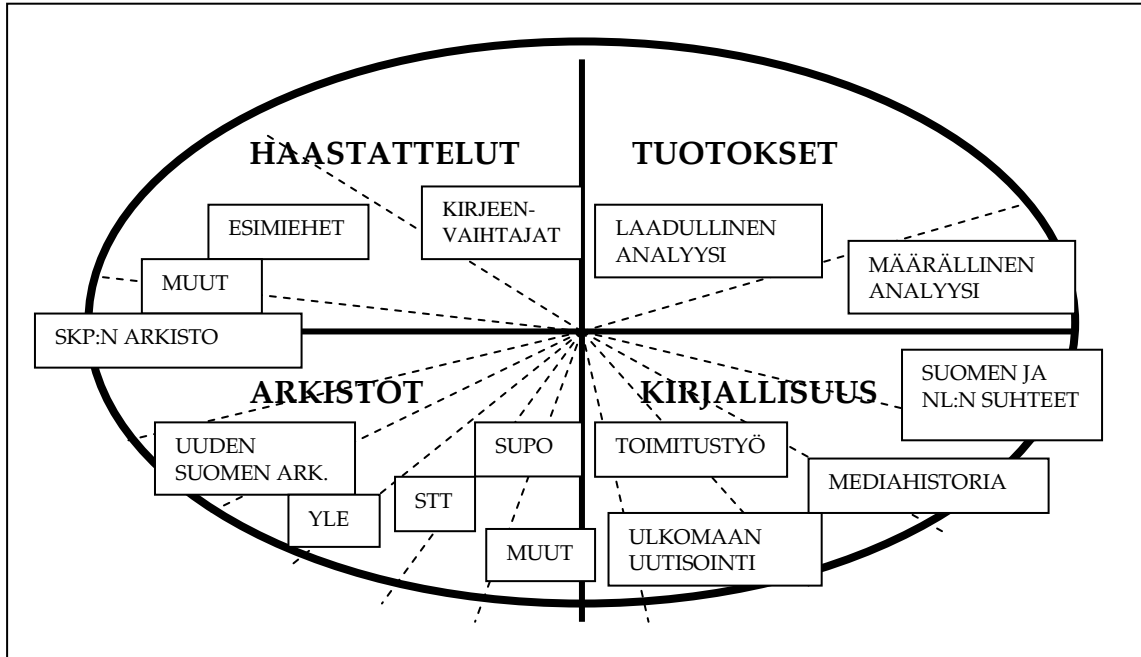 HAASTATTELUT
TUOTOKSET
KIRJEEN-
VAIHTAJAT
ESIMIEHET
MUUT
LAADULLINEN
ANALYYSI
MÄÄRÄLLINEN
ANALYYSI
SKP:N ARKISTO
ARKISTOT
KIRJALLISUUS
SUOMEN JA
NL:N SUHTEET
UUDEN
SUOMEN ARK.
SUPO
TOIMITUSTYÖ
MEDIAHISTORIA
YLE
STT
MUUT
ULKOMAAN
UUTISOINTI